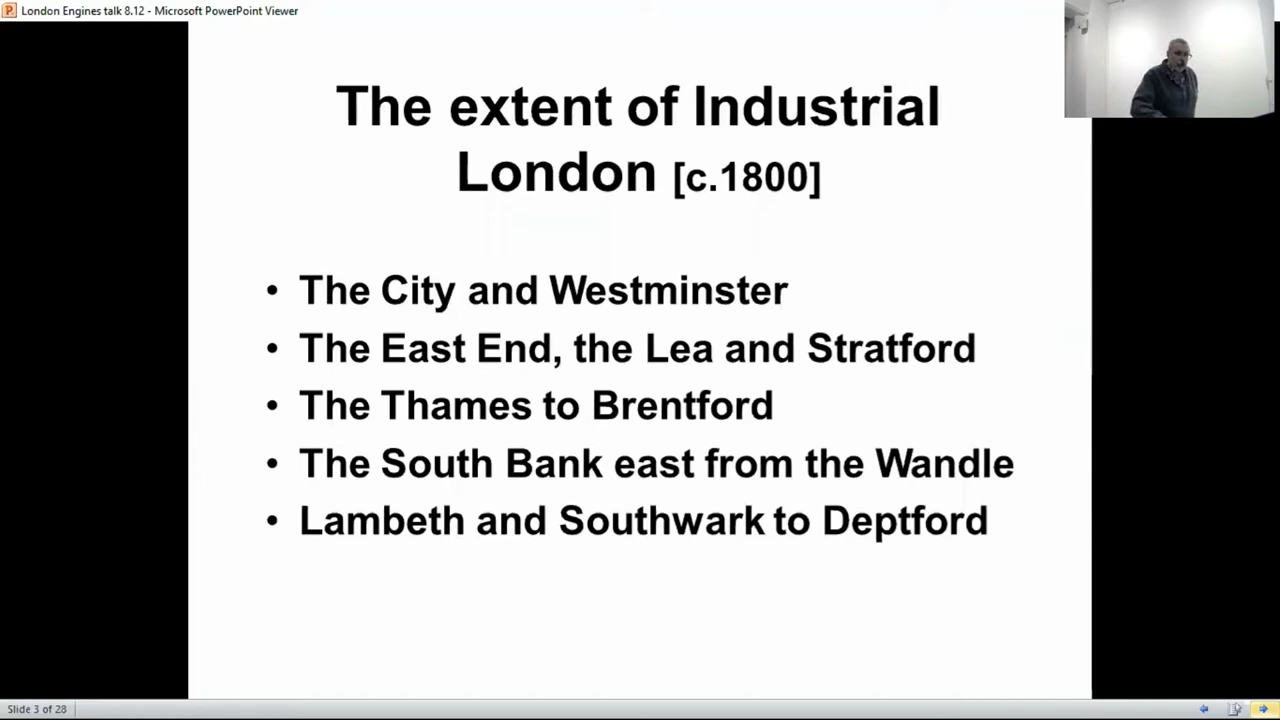 London Engines talk 8.12 - Microsoft PowerPoint Viewer
The extent of Industrial
London [c.1800]
• The City and Westminster
• The East End, the Lea and Stratford
• The Thames to Brentford
• The South Bank east from the Wandle
• Lambeth and Southwark to Deptford
Slide 3 of 28